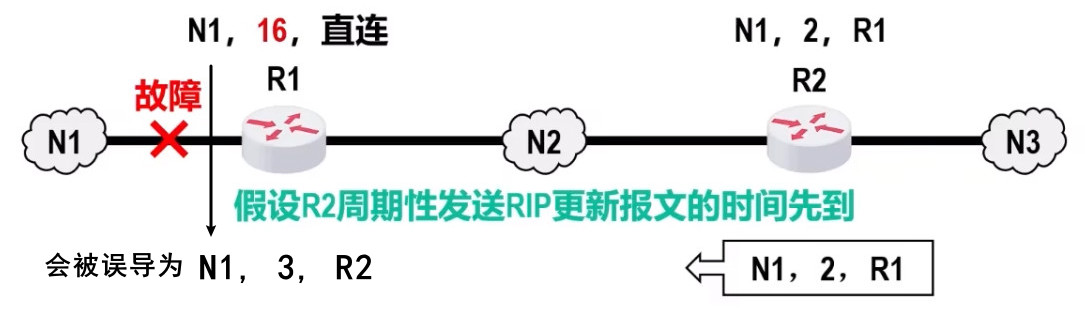 N1，16，直连
N1，2，R1
R1
R2
故障
N1
N2
N3
假设R2周期性发送RIP更新报文的时间先到
会被误导为 N1，3，R2
N1，2，R1